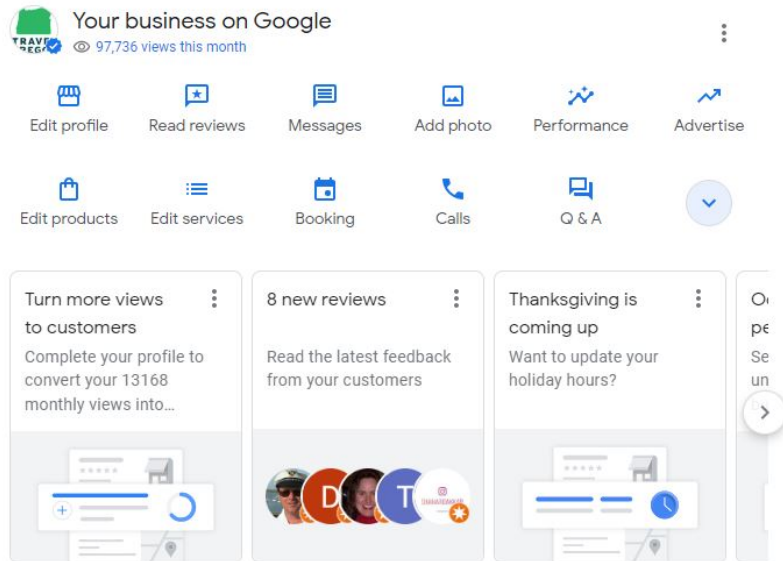 TRAVEL
Your business on Google
97,736 views this month
Edit profile
Read reviews
Messages
Add photo
Performance
Advertise
Edit products
Edit services
Booking
Calls
Q & A
Turn more views
to customers
Complete your profile to
convert your 13168
monthly views into...
8 new reviews
Read the latest feedback
from your customers
D
T
Thanksgiving is
coming up
Want to update your
holiday hours?